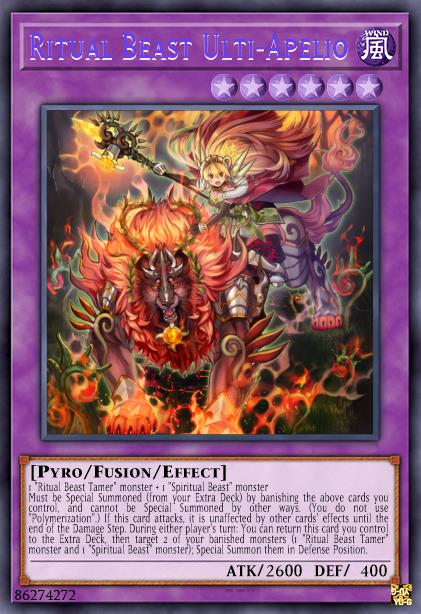 Ritual Beast Ulti-Apelio
WIND
風
[Pyro/Fusion/Effect]
1 "Ritual Beast Tamer" monster + 1 "Spiritual Beast" monster
Must be Special Summoned (from your Extra Deck) by banishing the above cards you
control, and cannot be Special Summoned by other ways. (You do not use
"Polymerization".) If this card attacks, it is unaffected by other cards' effects until the
end of the Damage Step. During either player's turn: You can return this card you control
to the Extra Deck, then target 2 of your banished monsters (1 "Ritual Beast Tamer"
monster and 1 "Spiritual Beast" monster); Special Summon them in Defense Position.
ATK/2600 DEF/ 400
86274272